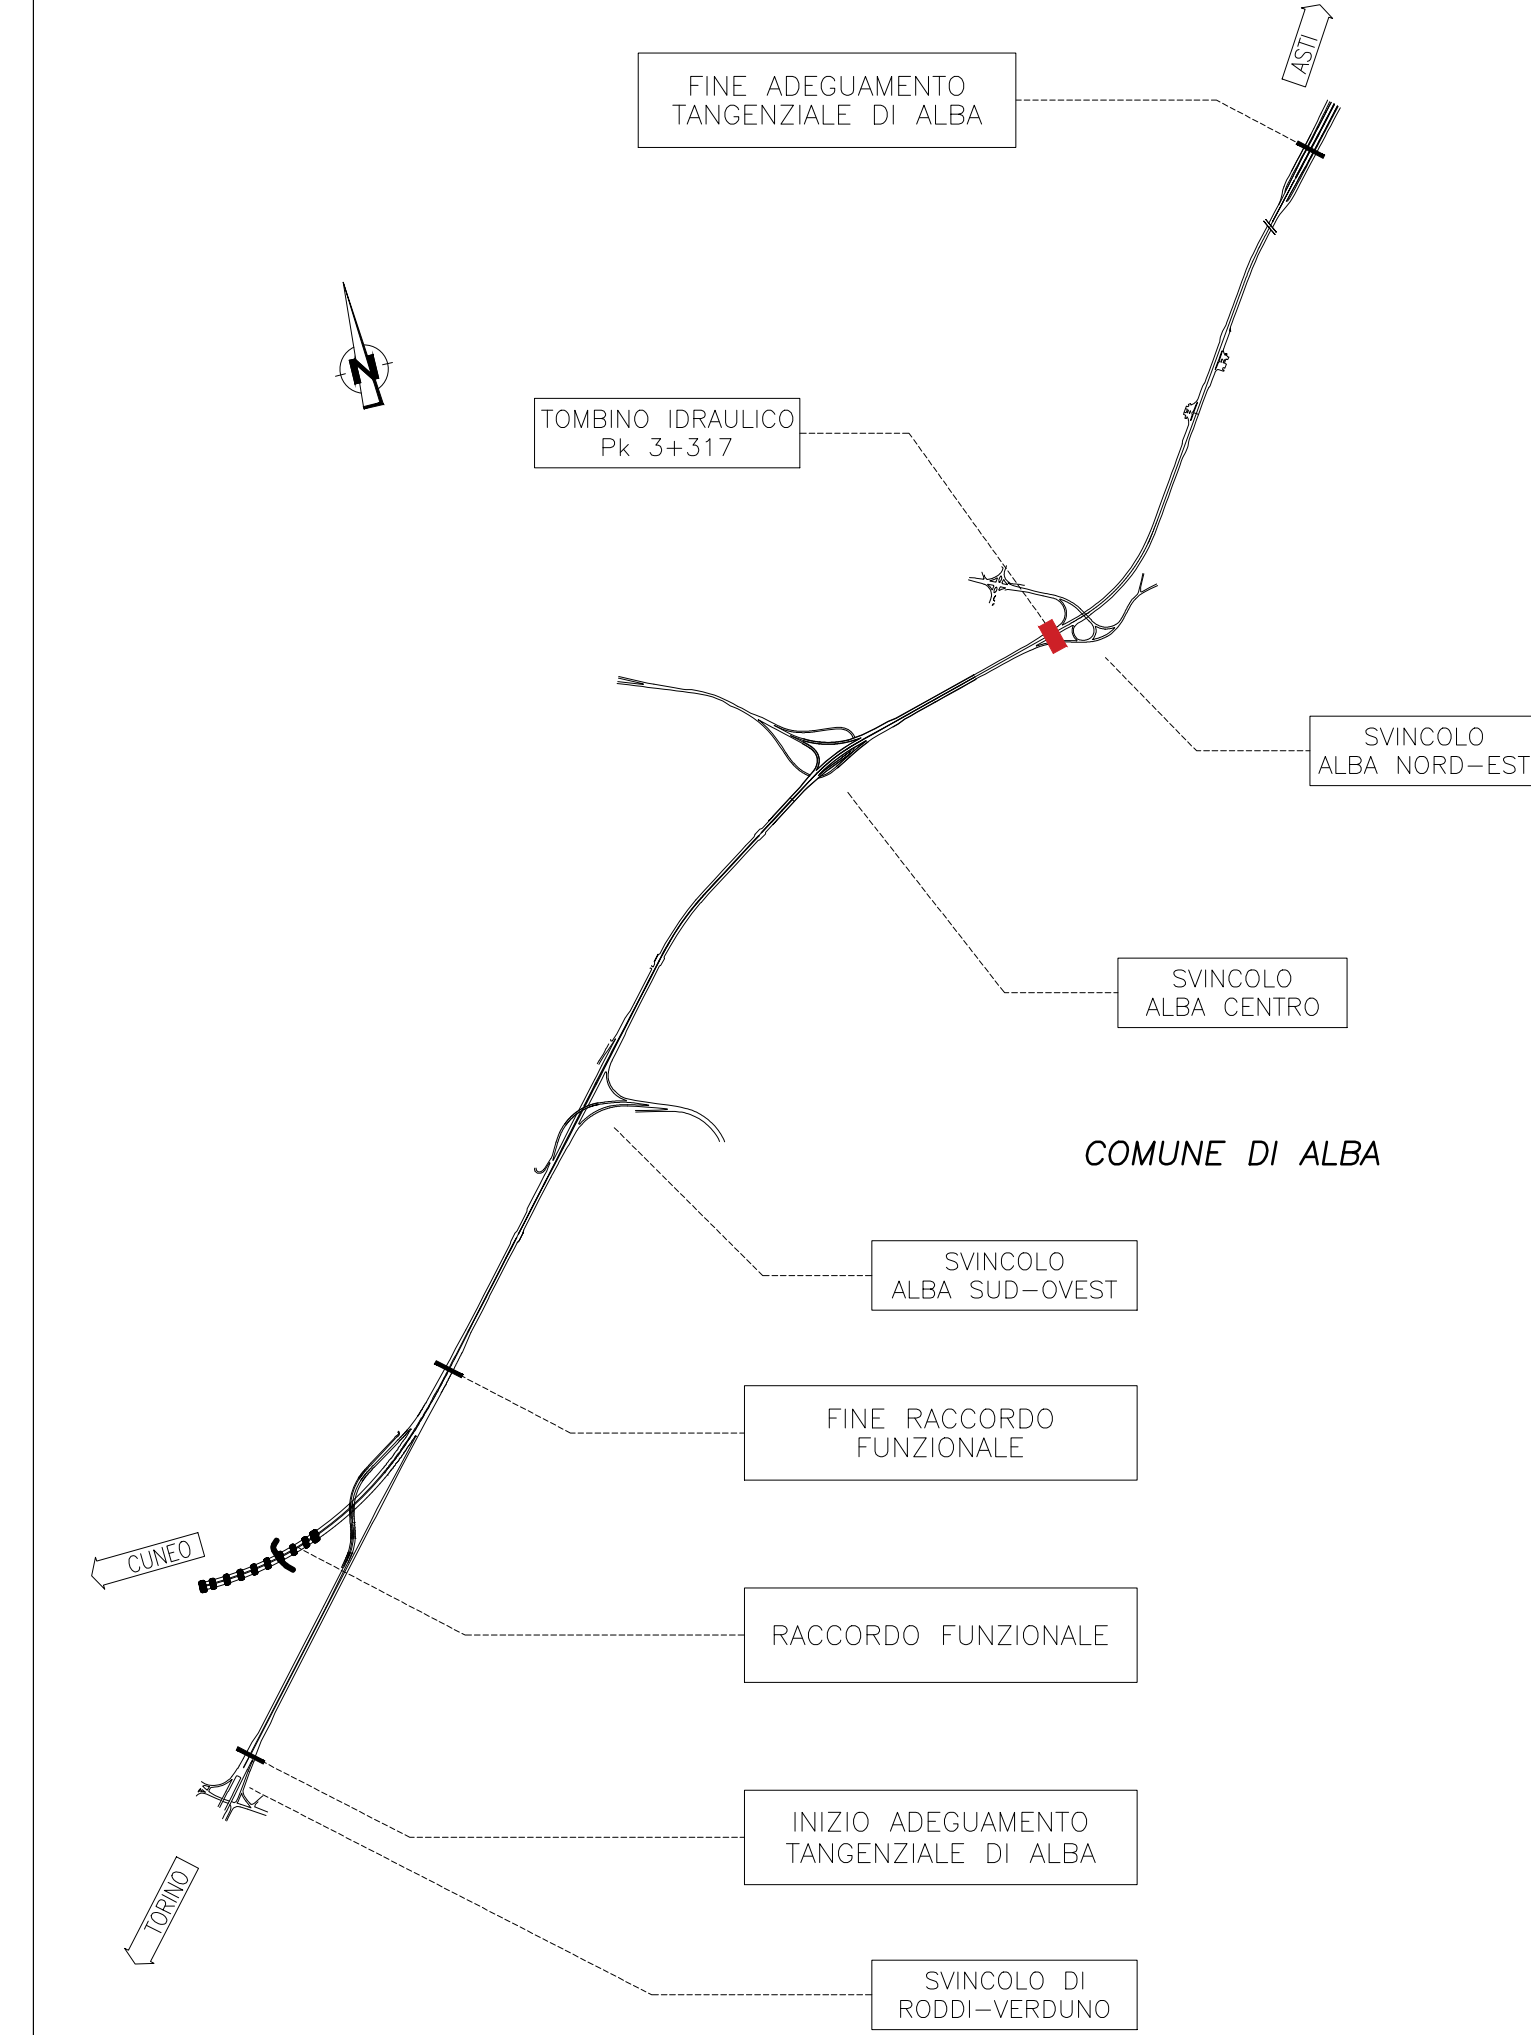 ASTI
FINE ADEGUAMENTO
TANGENZIALE DI ALBA
N
TOMBINO IDRAULICO
Pk 3+317
SVINCOLO
ALBA NORD-EST
SVINCOLO
ALBA CENTRO
COMUNE DI ALBA
SVINCOLO
ALBA SUD-OVEST
FINE RACCORDO
FUNZIONALE
CUNEO
RACCORDO FUNZIONALE
INIZIO ADEGUAMENTO
TANGENZIALE DI ALBA
TORINO
SVINCOLO DI
RODDI-VERDUNO